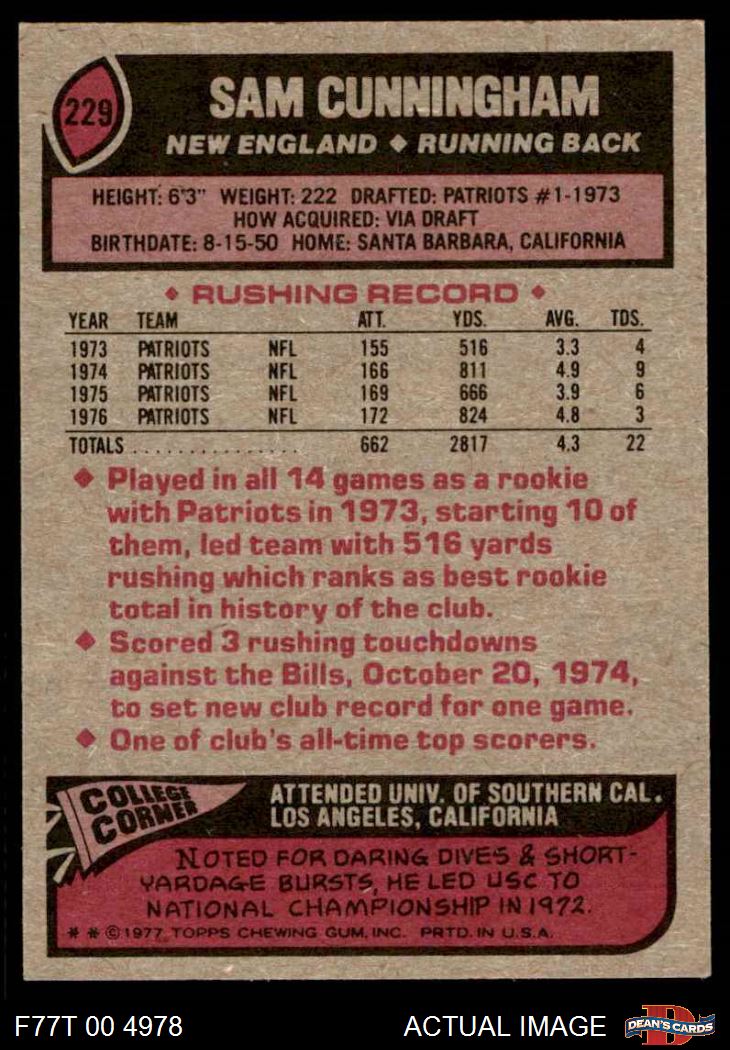 229
SAM CUNNINGHAM
NEW ENGLAND ◆ RUNNING BACK
HEIGHT: 6'3" WEIGHT: 222 DRAFTED: PATRIOTS #1-1973
HOW ACQUIRED: VIA DRAFT
BIRTHDATE: 8-15-50 HOME: SANTA BARBARA, CALIFORNIA
◆ RUSHING RECORD ◆
YEAR TEAM ATT. YDS. AVG. TDS.
1973 PATRIOTS NFL 155 516 3.3 4
1974 PATRIOTS NFL 166 811 4.9 9
1975 PATRIOTS NFL 169 666 3.9 6
1976 PATRIOTS NFL 172 824 4.8 3
TOTALS . . . . . . . . . . . . . . . . 662 2817 4.3 22
◆ Played in all 14 games as a rookie
with Patriots in 1973, starting 10 of
them, led team with 516 yards
rushing which ranks as best rookie
total in history of the club.
◆ Scored 3 rushing touchdowns
against the Bills, October 20, 1974,
to set new club record for one game.
◆ One of club's all-time top scorers.
COLLEGE
CORNER
ATTENDED UNIV. OF SOUTHERN CAL.
LOS ANGELES, CALIFORNIA
NOTED FOR DARING DIVES & SHORT-
YARDAGE BURSTS, HE LED USC TO
NATIONAL CHAMPIONSHIP IN 1972.
* * © 1977 TOPPS CHEWING GUM, INC. PRTD. IN U.S.A.
F77T 00 4978 ACTUAL IMAGE
D
DEAN'S CARDS